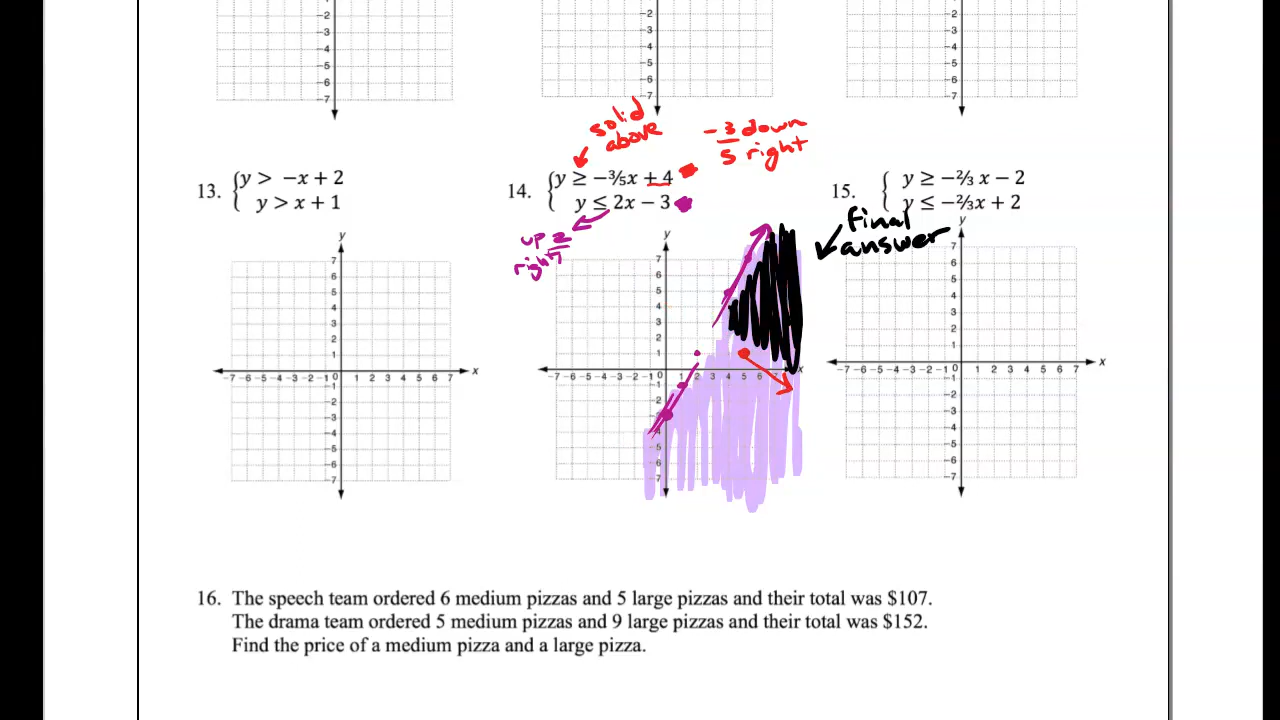 solid
above
-3 down
5 right
13. {y > -x + 2
y > x + 1
14. {y ≥ -⅗x + 4
y ≤ 2x - 3
15. { y ≥ -⅔ x - 2
y ≤ -⅔x + 2
up 2
right 1
final
answer
16. The speech team ordered 6 medium pizzas and 5 large pizzas and their total was $107.
The drama team ordered 5 medium pizzas and 9 large pizzas and their total was $152.
Find the price of a medium pizza and a large pizza.